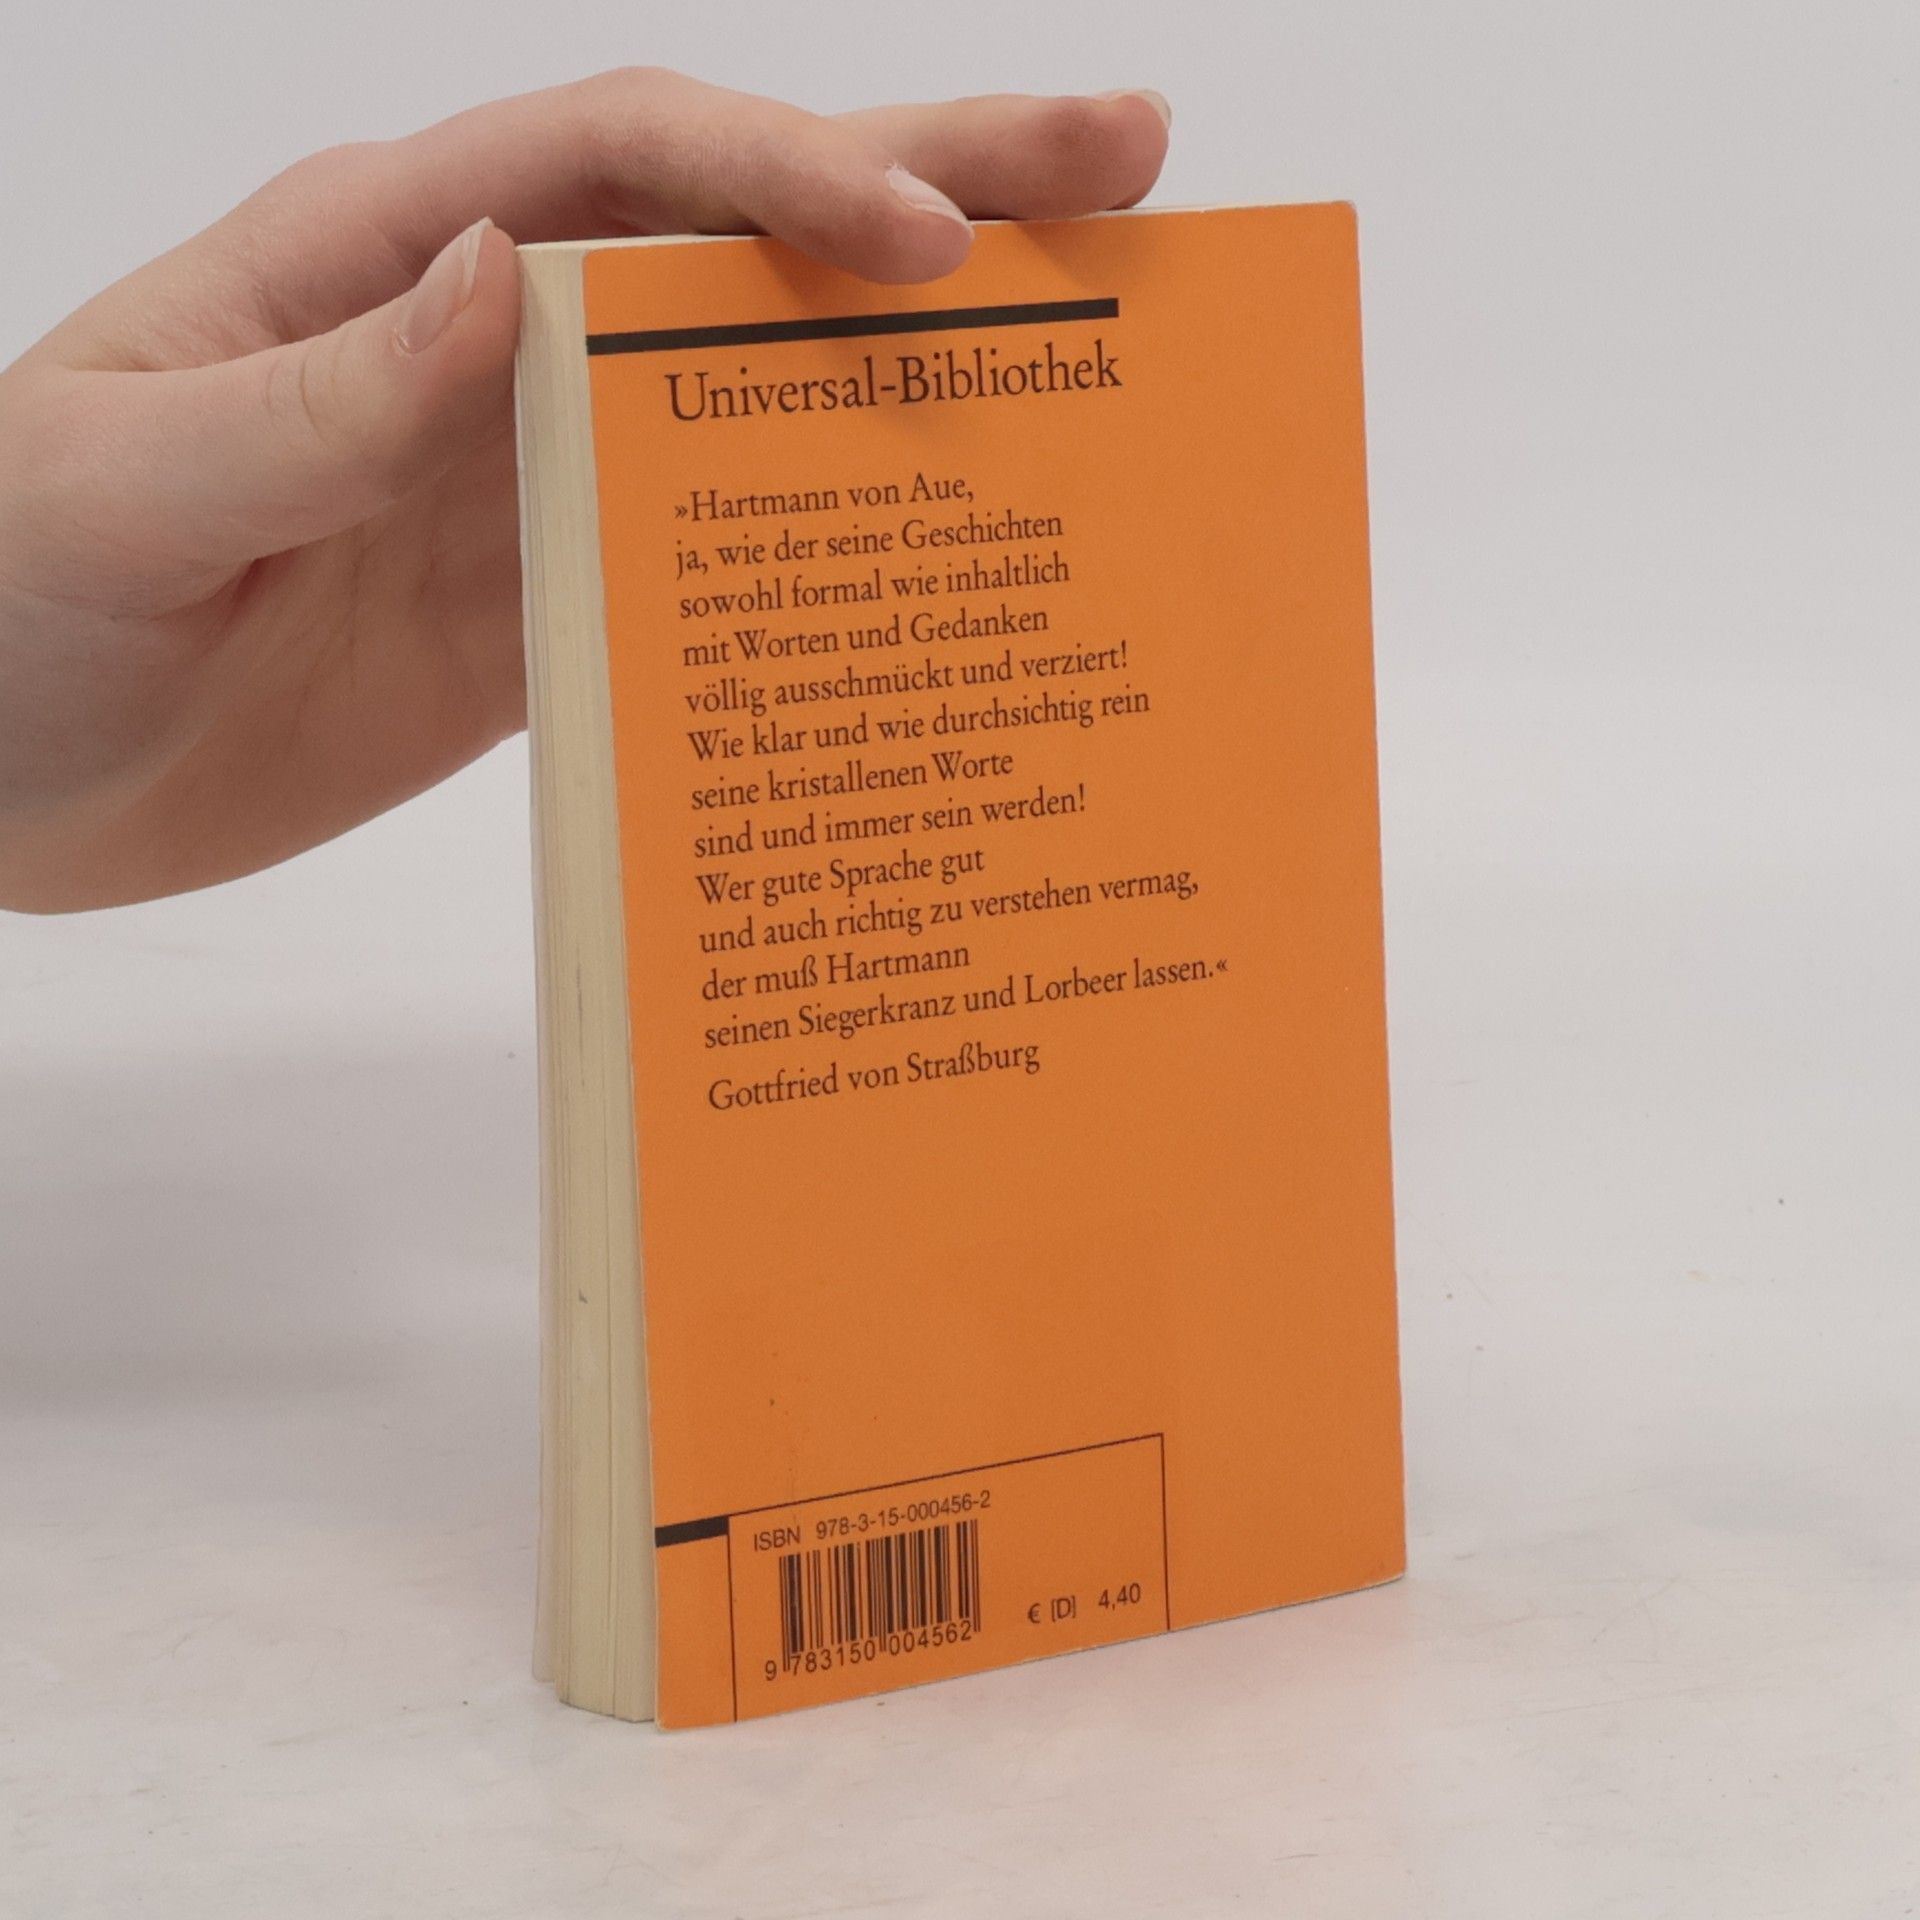 Universal-Bibliothek
»Hartmann von Aue,
ja, wie der seine Geschichten
sowohl formal wie inhaltlich
mit Worten und Gedanken
völlig ausschmückt und verziert!
Wie klar und wie durchsichtig rein
seine kristallenen Worte
sind und immer sein werden!
Wer gute Sprache gut
und auch richtig zu verstehen vermag,
der muß Hartmann
seinen Siegerkranz und Lorbeer lassen.«
Gottfried von Straßburg
ISBN 978-3-15-000456-2
9 783150 004562
€ [D] 4,40